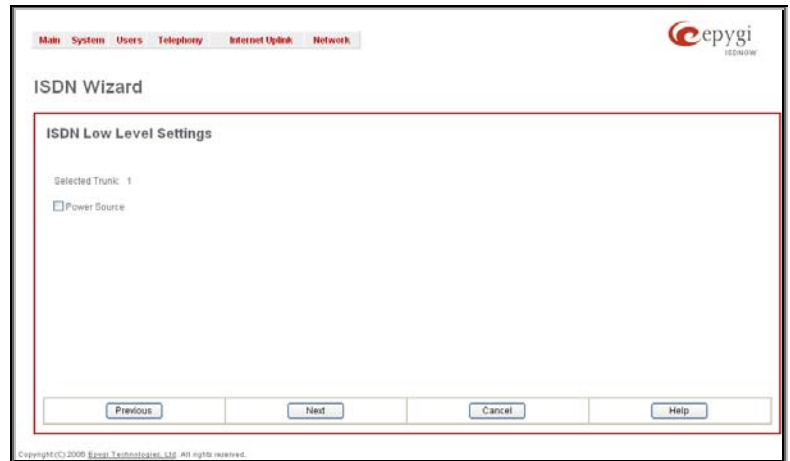 Main System Users Telephony Internet Uplink Network
epygi
ISDNOW
ISDN Wizard
ISDN Low Level Settings
Selected Trunk: 1
Power Source
Previous Next Cancel Help
Copyright (C) 2008 Epygi Technologies, Ltd. All rights reserved.